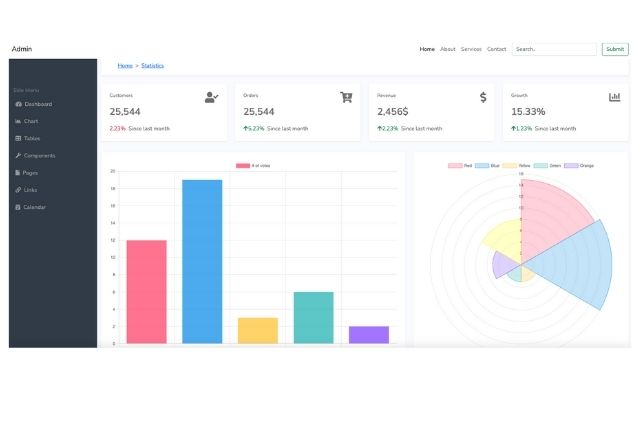 Admin
Home About Services Contact Search.. Submit
Home > Statistics
Side Menu
Dashboard
Chart
Tables
Components
Pages
Links
Calendar
Customers
25,544
2.23% Since last month
Orders
25,544
5.23% Since last month
Revenue
2,456$
2.23% Since last month
Growth
15.33%
1.23% Since last month
# of votes
20
18
16
14
12
10
8
6
4
2
0
Red Blue Yellow Green Orange
16
14
12
10
8
6
4
2